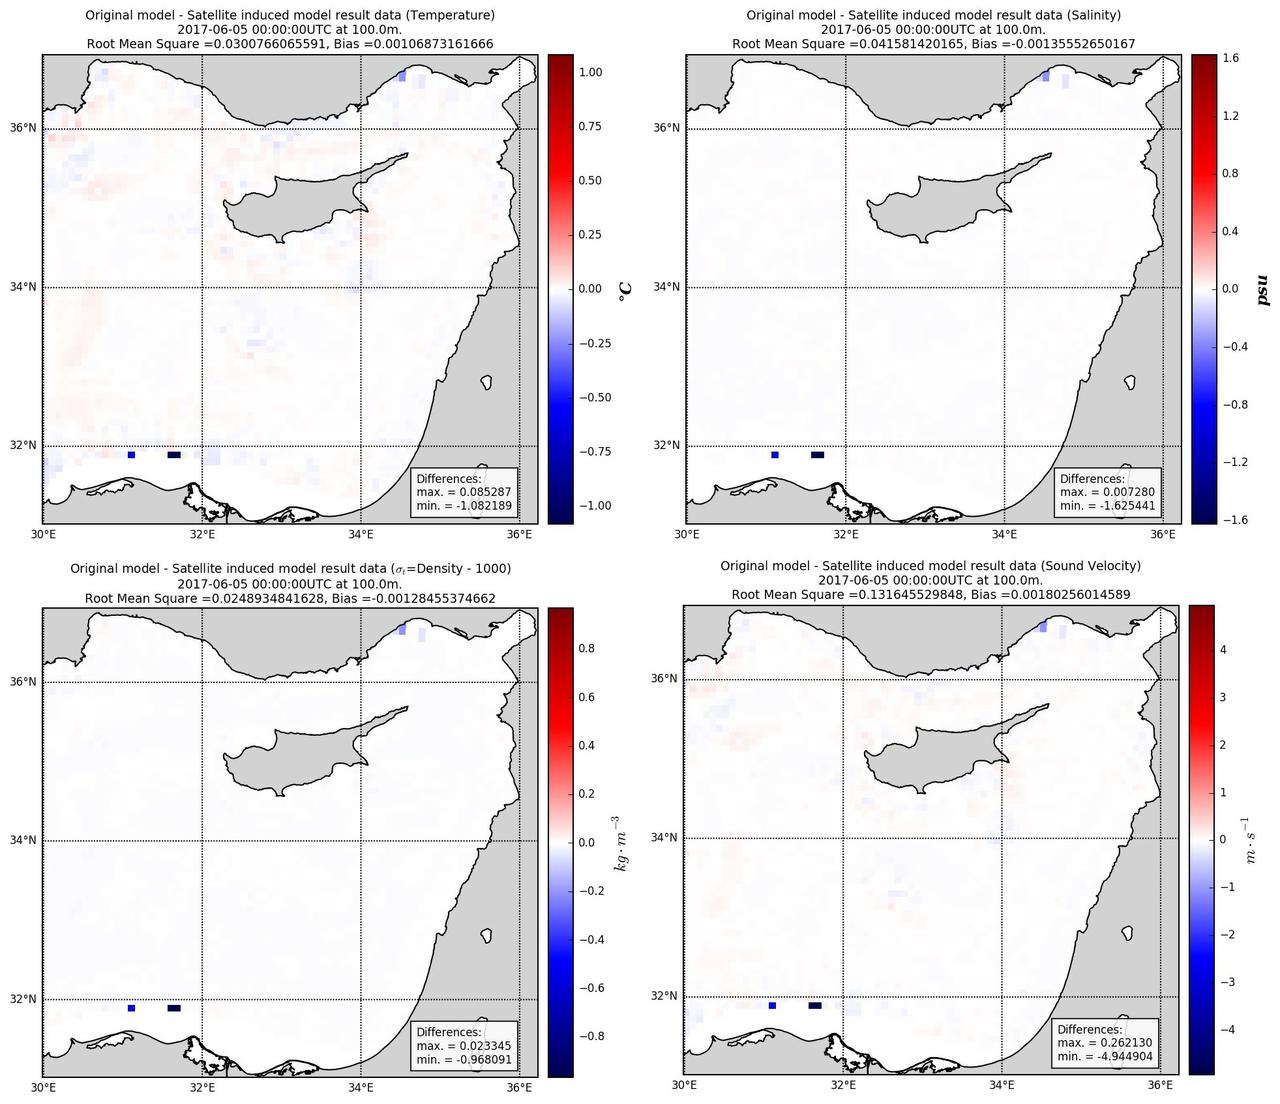 Original model - Satellite induced model result data (Temperature)
2017-06-05 00:00:00UTC at 100.0m.
Root Mean Square =0.0300766065591, Bias =0.00106873161666
36°N
34°N
32°N
30°E 32°E 34°E 36°E
1.00
0.75
0.50
0.25
0.00
−0.25
−0.50
−0.75
−1.00
°C
Differences:
max. = 0.085287
min. = -1.082189
Original model - Satellite induced model result data (Salinity)
2017-06-05 00:00:00UTC at 100.0m.
Root Mean Square =0.041581420165, Bias =-0.00135552650167
36°N
34°N
32°N
30°E 32°E 34°E 36°E
1.6
1.2
0.8
0.4
0.0
−0.4
−0.8
−1.2
−1.6
psu
Differences:
max. = 0.007280
min. = -1.625441
Original model - Satellite induced model result data (σt=Density - 1000)
2017-06-05 00:00:00UTC at 100.0m.
Root Mean Square =0.0248934841628, Bias =-0.00128455374662
36°N
34°N
32°N
30°E 32°E 34°E 36°E
0.8
0.6
0.4
0.2
0.0
−0.2
−0.4
−0.6
−0.8
kg · m−3
Differences:
max. = 0.023345
min. = -0.968091
Original model - Satellite induced model result data (Sound Velocity)
2017-06-05 00:00:00UTC at 100.0m.
Root Mean Square =0.131645529848, Bias =0.00180256014589
36°N
34°N
32°N
30°E 32°E 34°E 36°E
4
3
2
1
0
−1
−2
−3
−4
m · s−1
Differences:
max. = 0.262130
min. = -4.944904